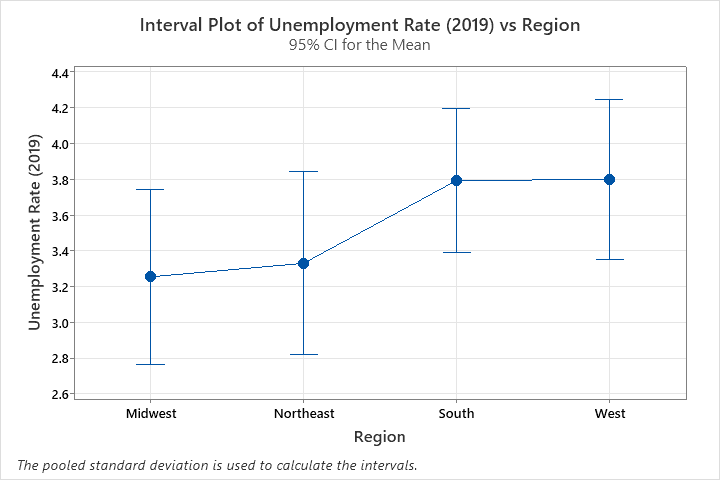 Interval Plot of Unemployment Rate (2019) vs Region
95% CI for the Mean
Unemployment Rate (2019)
4.4
4.2
4.0
3.8
3.6
3.4
3.2
3.0
2.8
2.6
Midwest Northeast South West
Region
The pooled standard deviation is used to calculate the intervals.